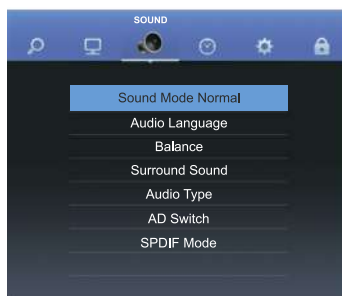 SOUND
Sound Mode Normal
Audio Language
Balance
Surround Sound
Audio Type
AD Switch
SPDIF Mode